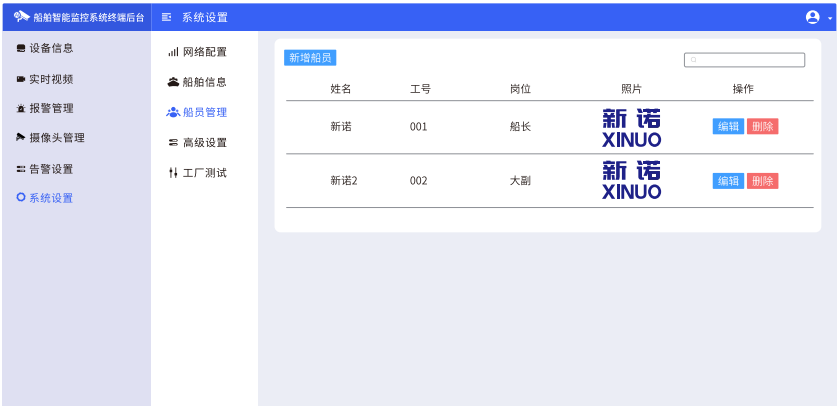 船舶智能监控系统终端后台
系统设置
设备信息
实时视频
报警管理
摄像头管理
告警设置
系统设置
网络配置
船舶信息
船员管理
高级设置
工厂测试
新增船员
姓名 工号 岗位 照片 操作
新诺 001 船长 新诺 XINUO 编辑 删除
新诺2 002 大副 新诺 XINUO 编辑 删除